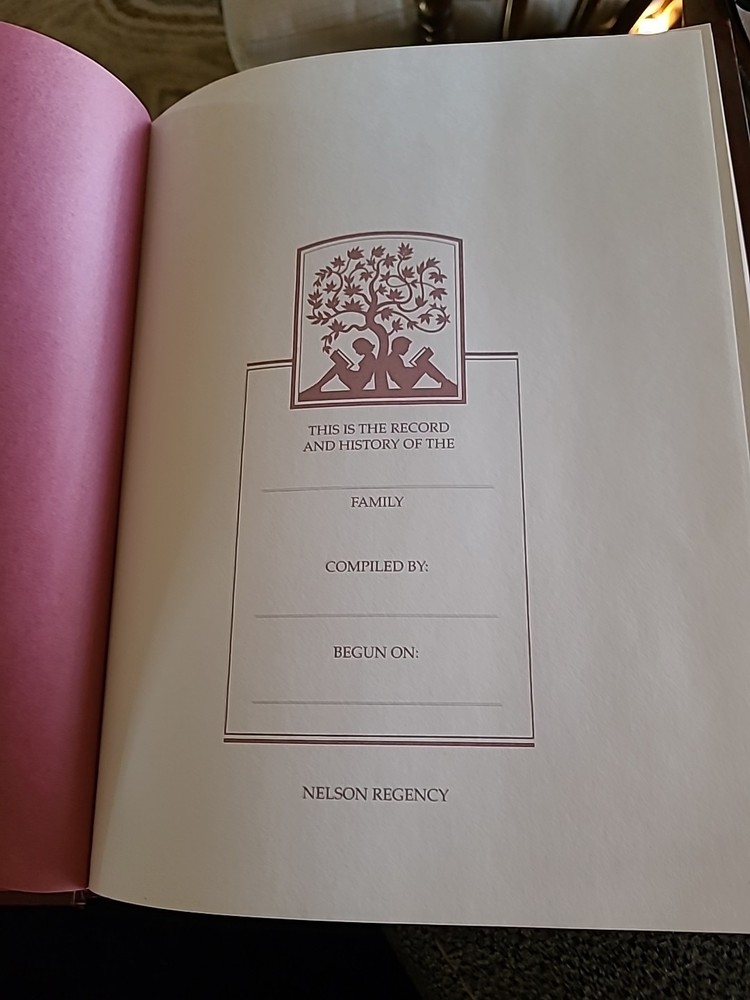 THIS IS THE RECORD
AND HISTORY OF THE
FAMILY
COMPILED BY:
BEGUN ON:
NELSON REGENCY